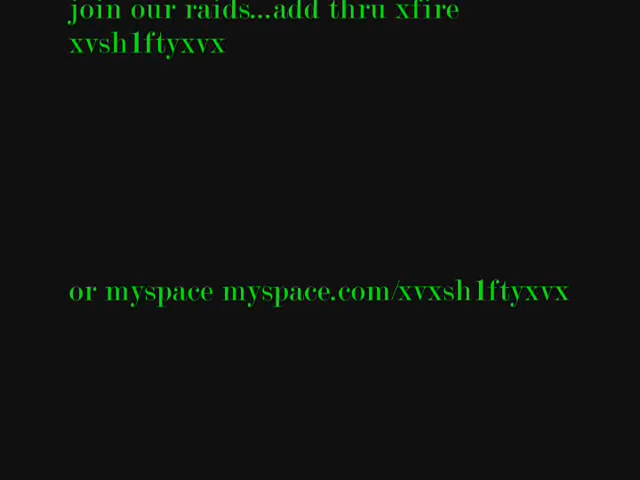 join our raids...add thru xfire
xvsh1ftyxvx
or myspace myspace.com/xvxsh1ftyxvx